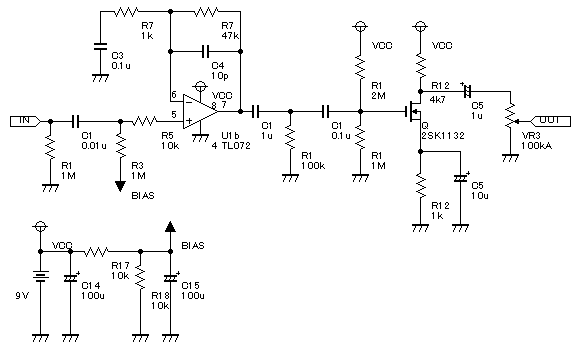 R7
1k
R7
47k
C3
0.1u
C4
10p
VCC
VCC
VCC
6
5
8 7
IN
C1
0.01u
R5
10k
U1b
4 TL072
C1
1u
C1
0.1u
R1
2M
R12
4k7
C5
1u
OUT
Q
2SK1132
VR3
100kA
R1
1M
R3
1M
BIAS
R1
100k
R1
1M
R12
1k
C5
10u
VCC
BIAS
9V
C14
100u
R17
10k
R18
10k
C15
100u